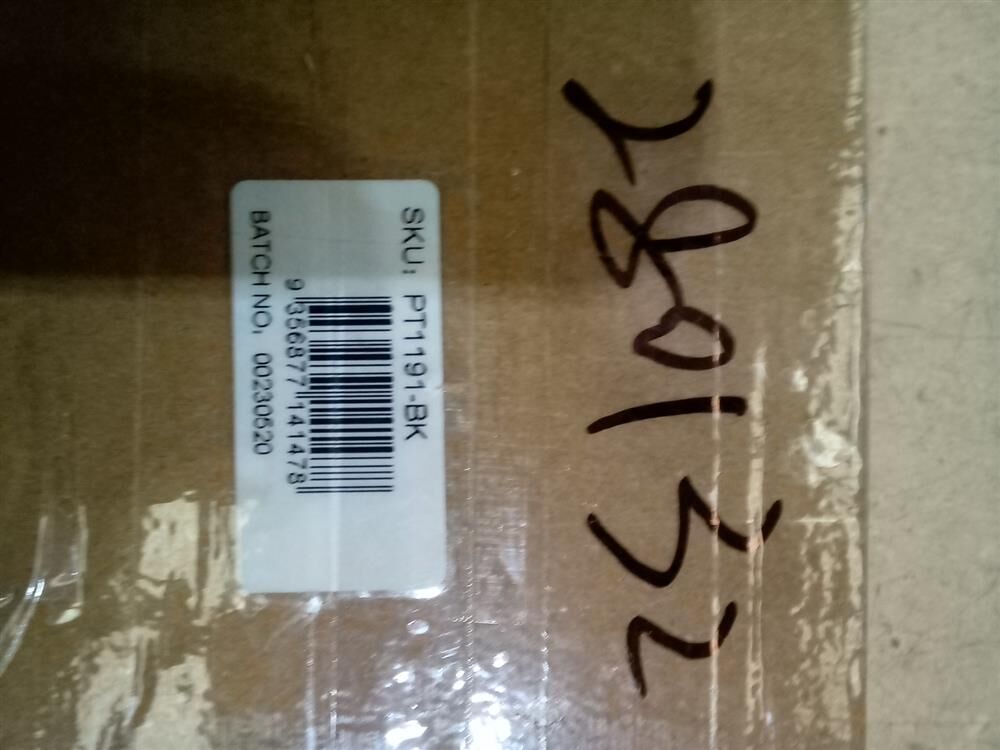 280132
SKU: PT1191-BK
9 356877 141478
BATCH NO: 00230520